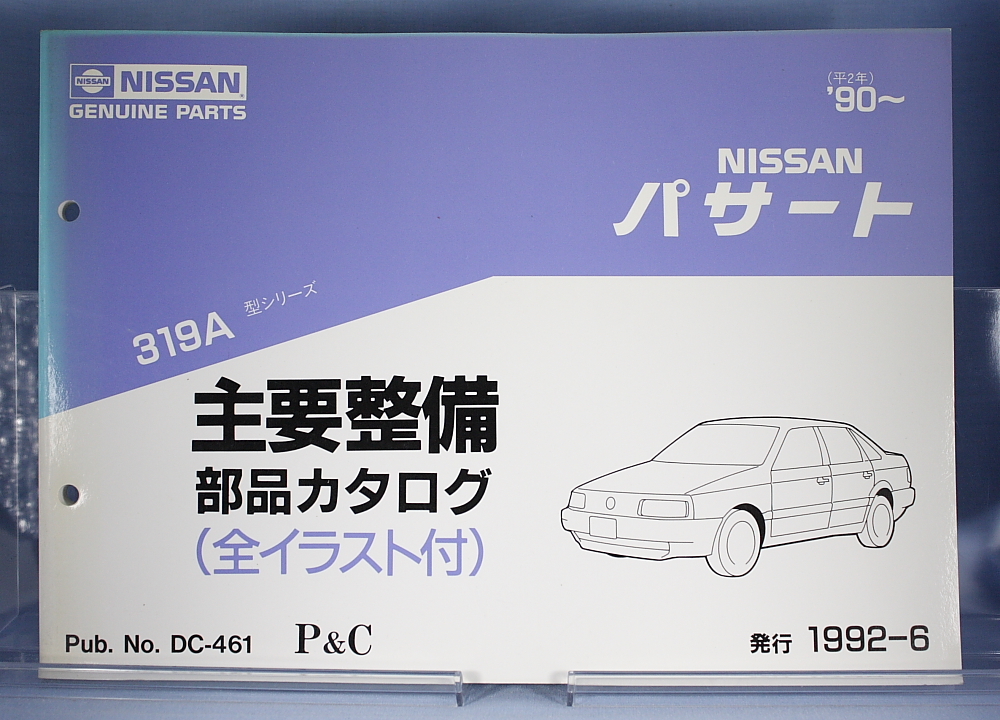 NISSAN
NISSAN
GENUINE PARTS
(平2年)
'90〜
NISSAN
パサート
319A 型シリーズ
主要整備
部品カタログ
(全イラスト付)
Pub. No. DC-461 P&C
発行 1992-6